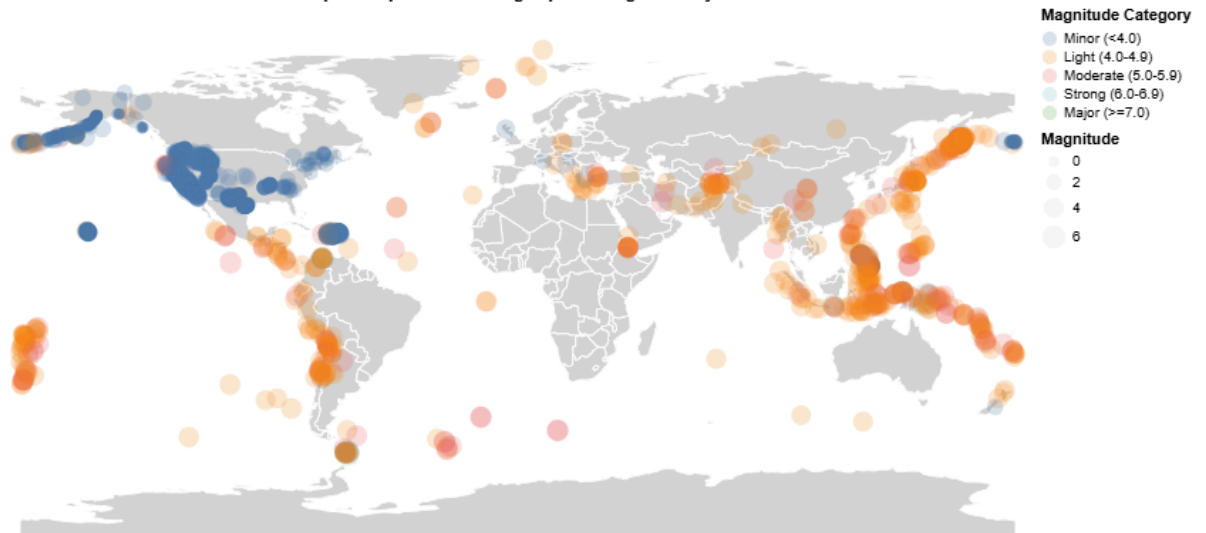 Magnitude Category
Minor (<4.0)
Light (4.0-4.9)
Moderate (5.0-5.9)
Strong (6.0-6.9)
Major (>=7.0)
Magnitude
0
2
4
6